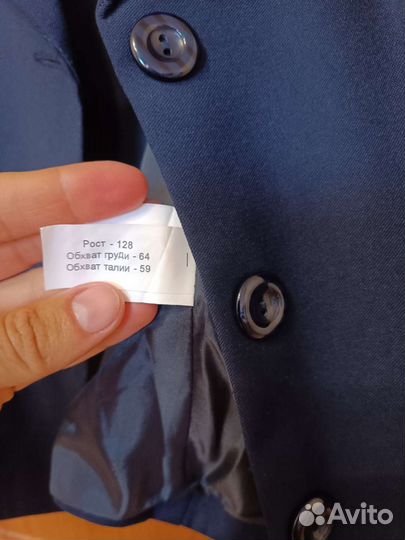 Рост - 128
Обхват груди - 64
Обхват талии - 59
Avito